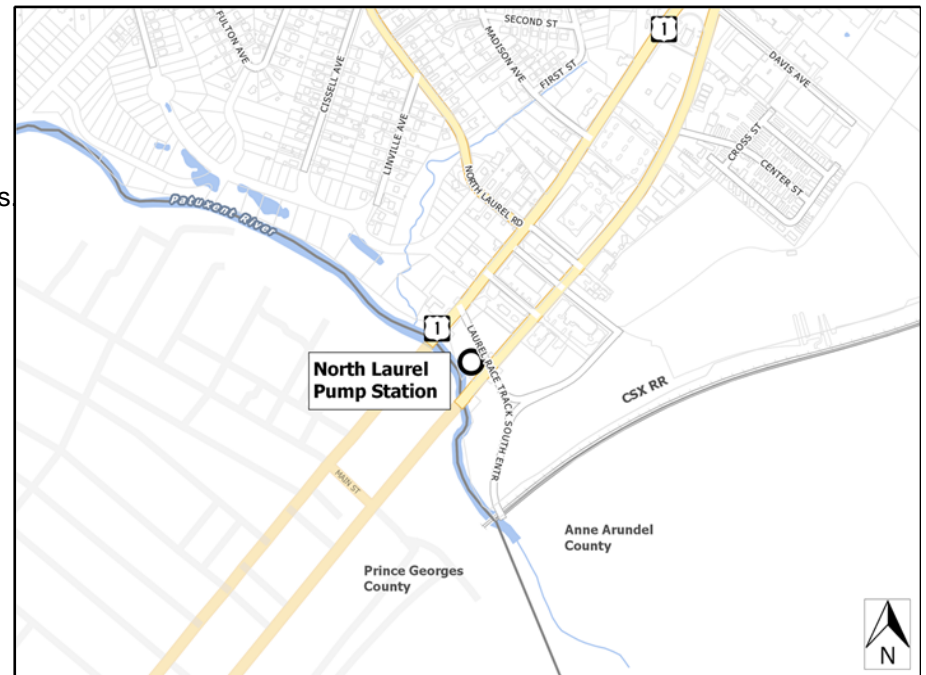 SECOND ST
1
FULTON AVE
MADISON AVE
DAVIS AVE
CISSELL AVE
FIRST ST
LINVILLE AVE
CROSS ST
CENTER ST
s.
Patuxent River
NORTH LAUREL RD
1
LAUREL RACE TRACK SOUTH ENTR
North Laurel
Pump Station
CSX RR
MAIN ST
Anne Arundel
County
Prince Georges
County
N